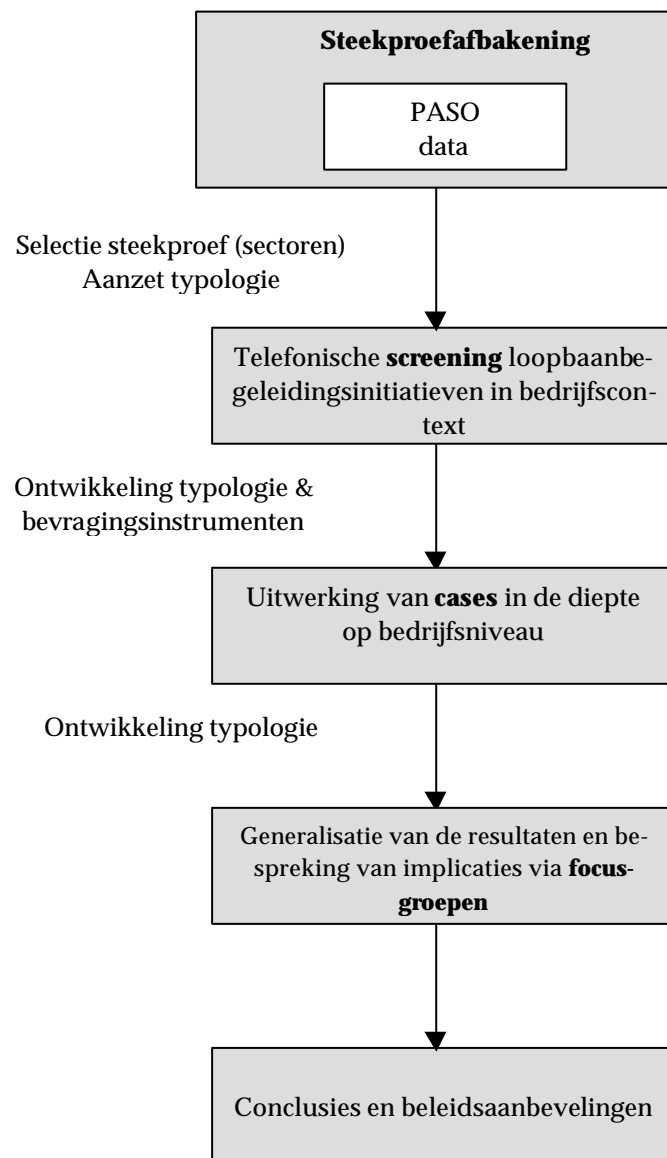 Steekproefafbakening
PASO
data
Selectie steekproef (sectoren)
Aanzet typologie
Telefonische screening loopbaanbe-
geleidingsinitiatieven in bedrijfscon-
text
Ontwikkeling typologie &
bevragingsinstrumenten
Uitwerking van cases in de diepte
op bedrijfsniveau
Ontwikkeling typologie
Generalisatie van de resultaten en be-
spreking van implicaties via focus-
groepen
Conclusies en beleidsaanbevelingen